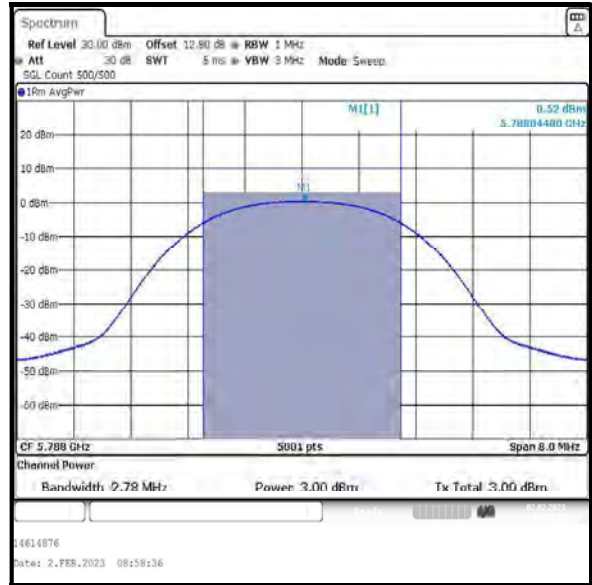 Spectrum
Ref Level 30.00 dBm Offset 12.90 dB RBW 1 MHz
Att 30 dB SWT 5 ms VBW 3 MHz Mode Sweep
SGL Count 500/500
1Rm AvgPwr
M1[1] 0.52 dBm
5.78804480 GHz
20 dBm
10 dBm
M1
0 dBm
-10 dBm
-20 dBm
-30 dBm
-40 dBm
-50 dBm
-60 dBm
CF 5.788 GHz 5001 pts Span 8.0 MHz
Channel Power
Bandwidth 2.78 MHz Power 3.00 dBm Tx Total 3.00 dBm
02.02.2023
14614876
Date: 2.FEB.2023 08:58:36